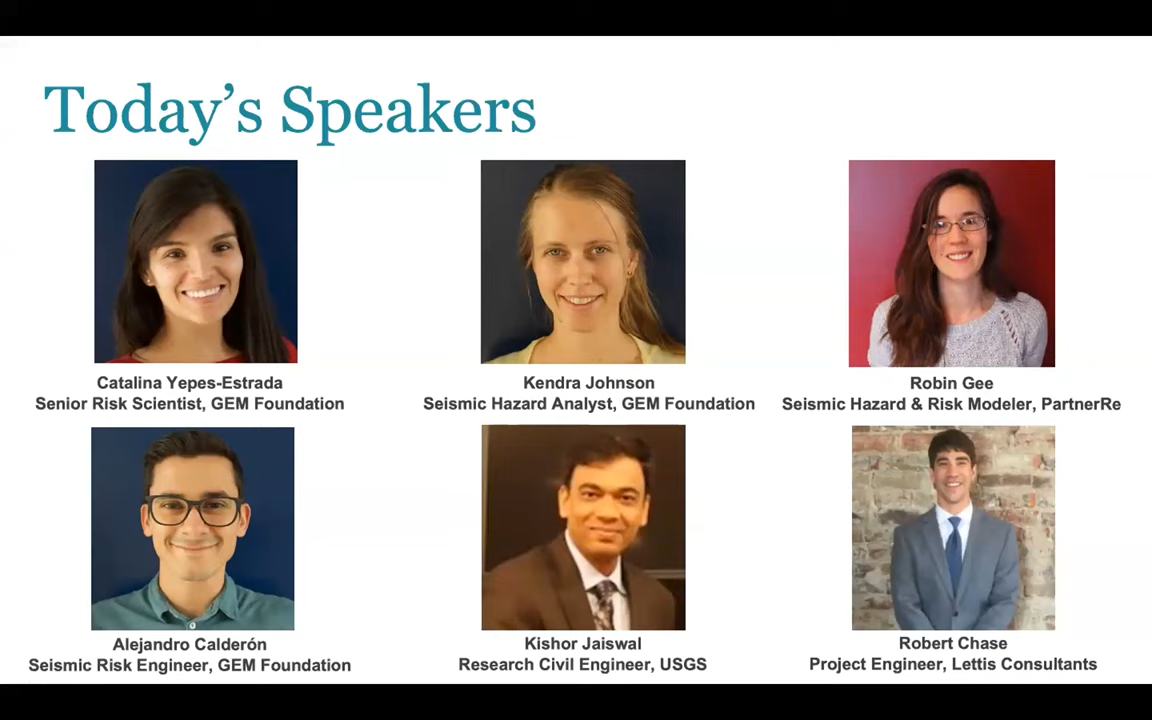 Today’s Speakers
Catalina Yepes-Estrada
Senior Risk Scientist, GEM Foundation
Kendra Johnson
Seismic Hazard Analyst, GEM Foundation
Robin Gee
Seismic Hazard & Risk Modeler, PartnerRe
Alejandro Calderón
Seismic Risk Engineer, GEM Foundation
Kishor Jaiswal
Research Civil Engineer, USGS
Robert Chase
Project Engineer, Lettis Consultants